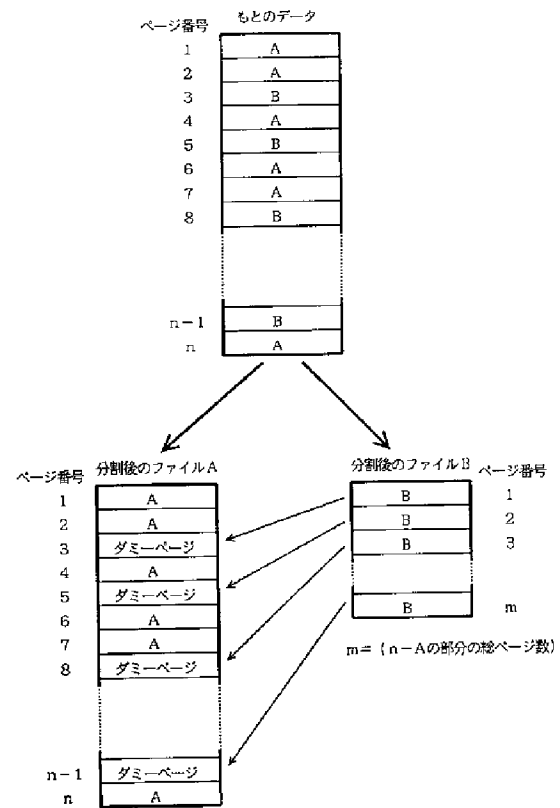 ページ番号 もとのデータ
1 A
2 A
3 B
4 A
5 B
6 A
7 A
8 B
n－1 B
n A
ページ番号 分割後のファイルA
1 A
2 A
3 ダミーページ
4 A
5 ダミーページ
6 A
7 A
8 ダミーページ
n－1 ダミーページ
n A
分割後のファイルB ページ番号
B 1
B 2
B 3
B m
m＝（n－Aの部分の総ページ数）